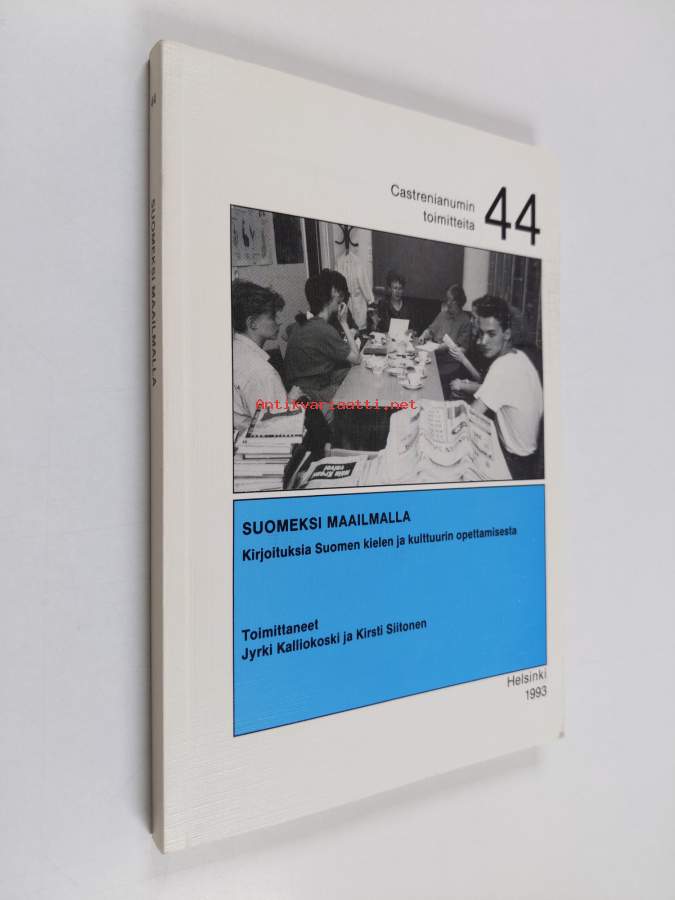 SUOMEKSI MAAILMALLA
Castrenianumin
toimitteita
44
Antikvariaatti.net
SUOMEKSI MAAILMALLA
Kirjoituksia Suomen kielen ja kulttuurin opettamisesta
Toimittaneet
Jyrki Kalliokoski ja Kirsti Siitonen
Helsinki
1993